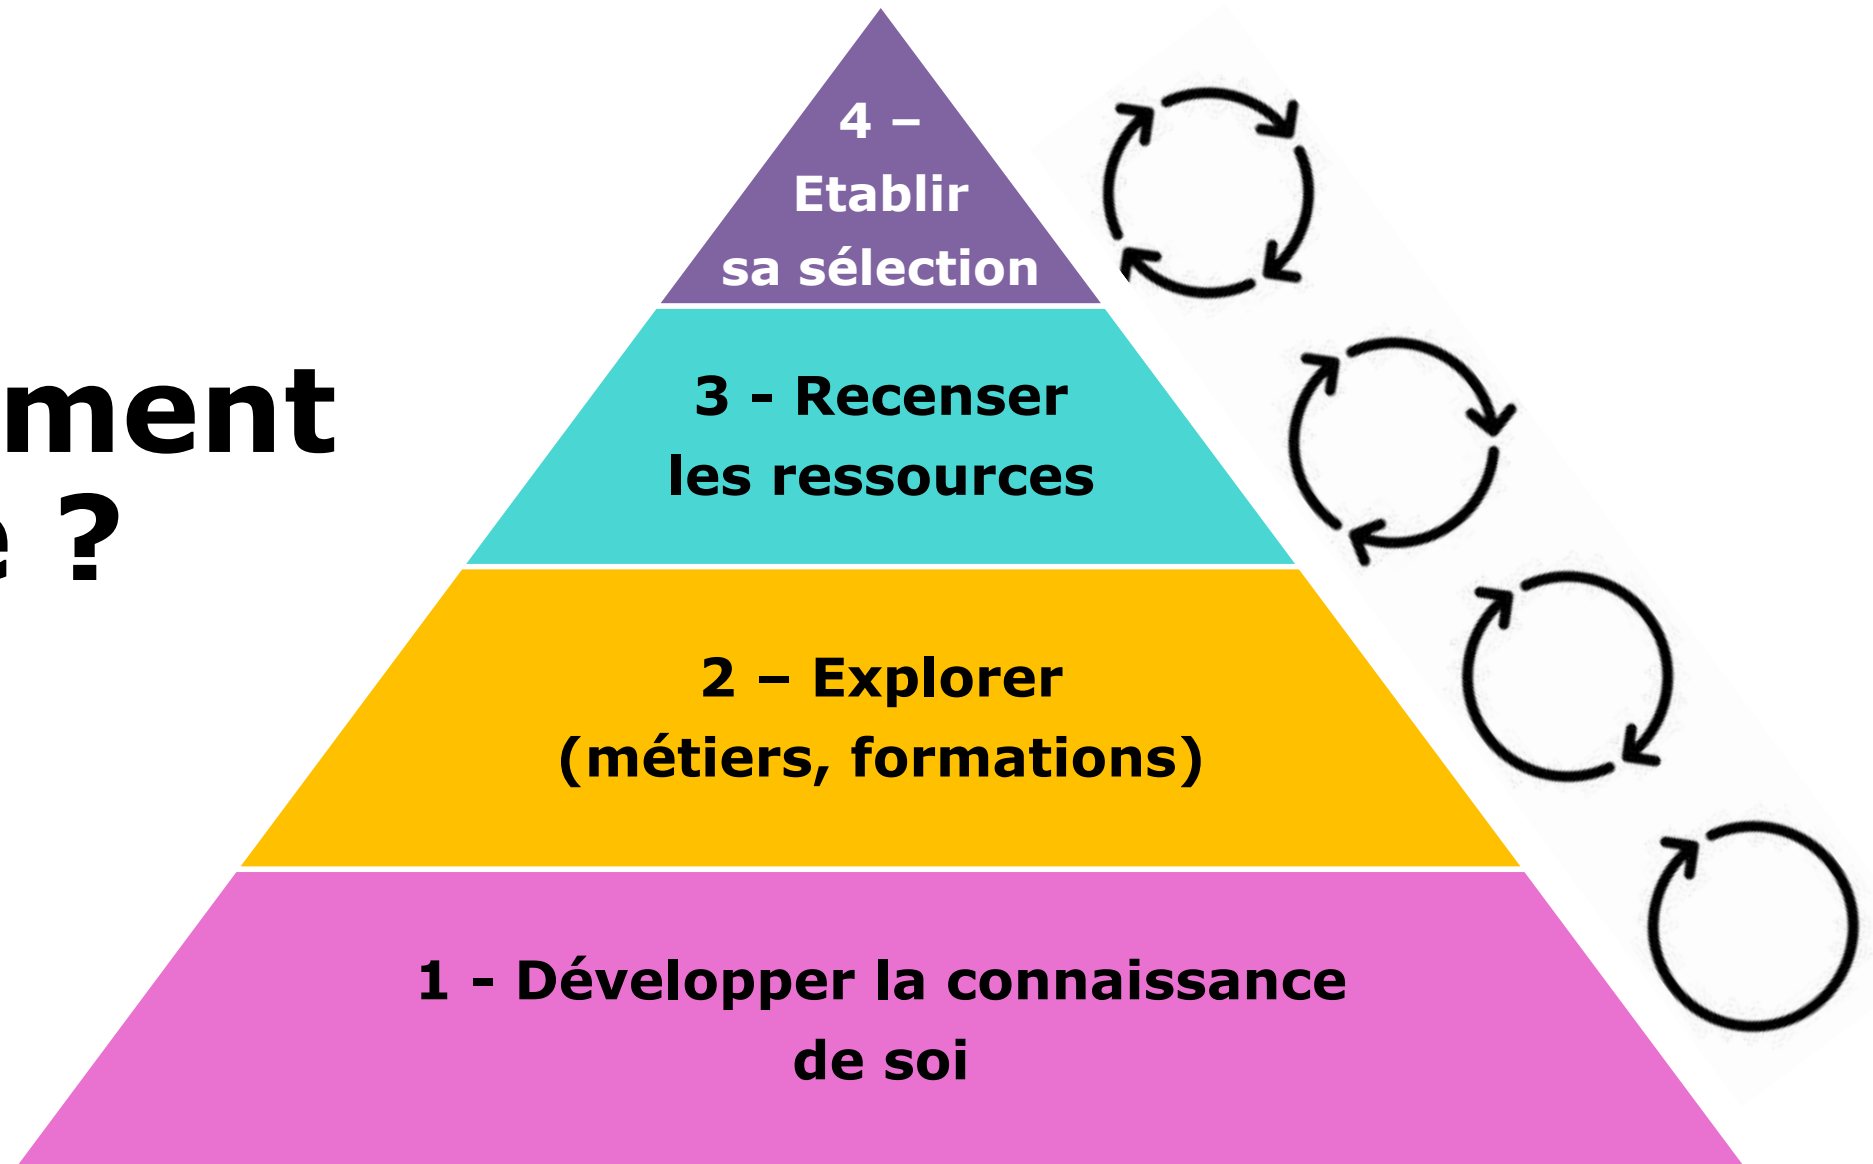 4 –
Etablir
sa sélection
3 - Recenser
les ressources
ment
e ?
2 – Explorer
(métiers, formations)
1 - Développer la connaissance
de soi